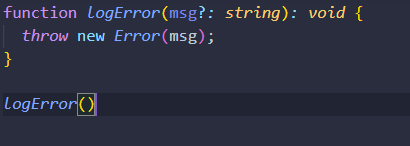 function logError(msg?: string): void {
  throw new Error(msg);
}
logError()